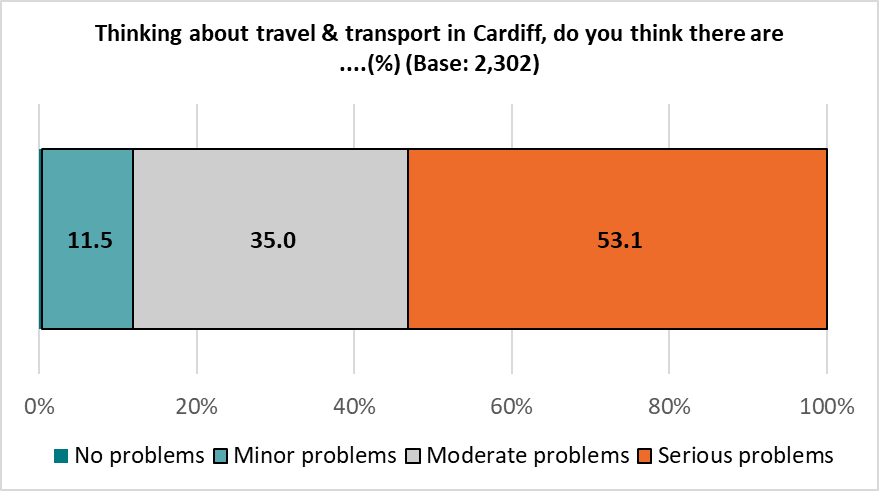 Thinking about travel & transport in Cardiff, do you think there are
....(%) (Base: 2,302)
11.5 35.0 53.1
0% 20% 40% 60% 80% 100%
No problems Minor problems Moderate problems Serious problems